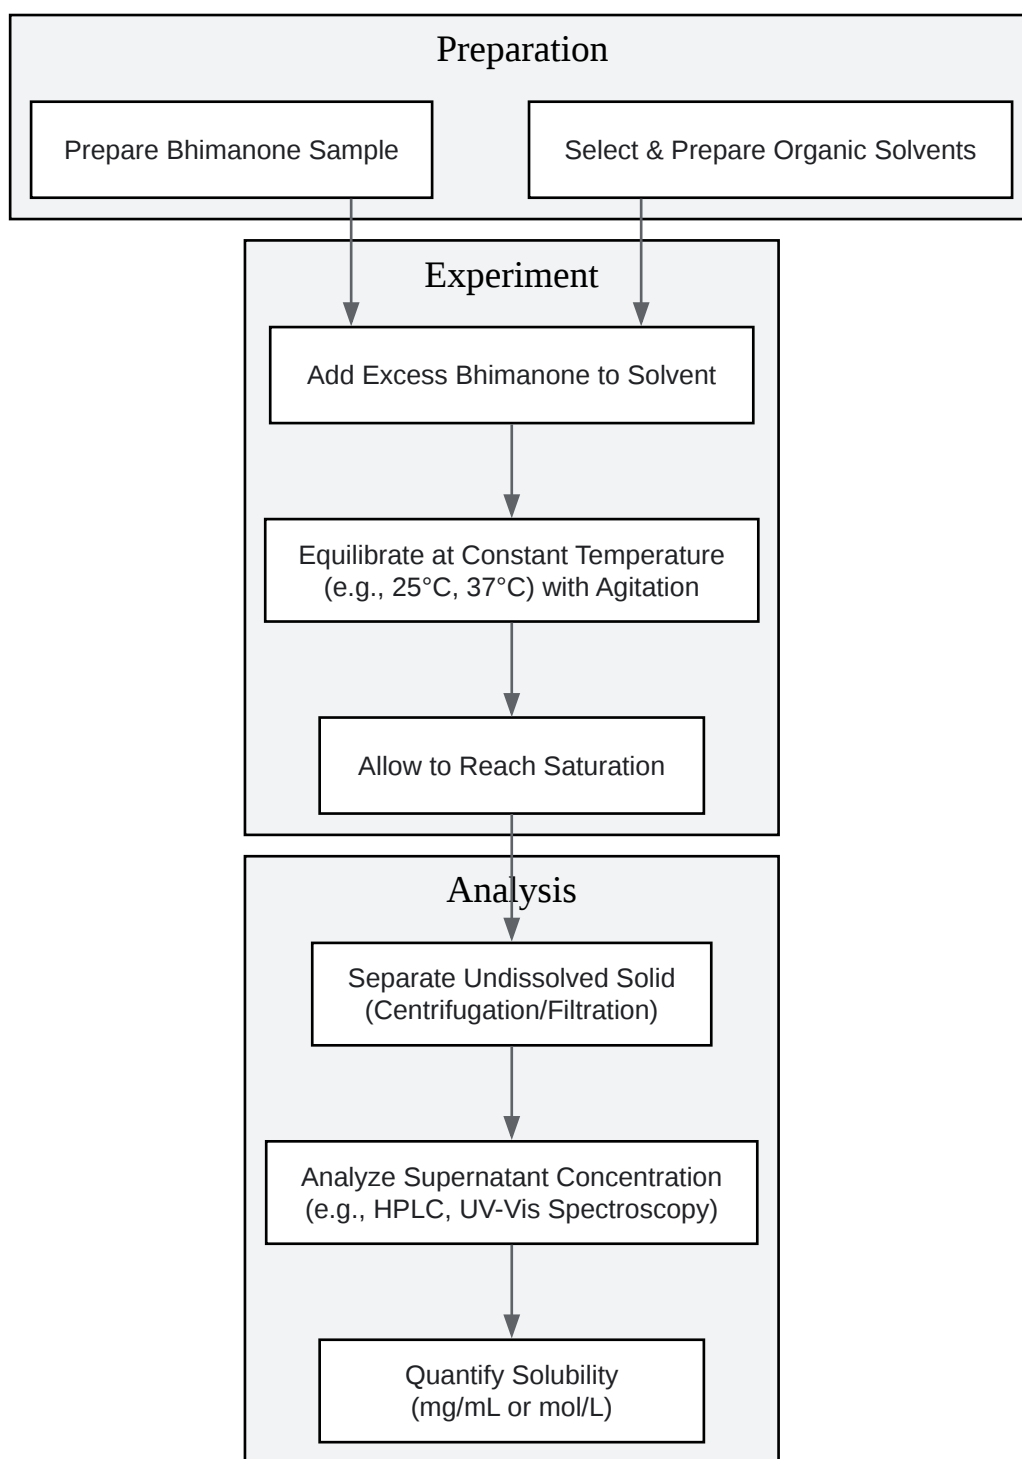 Preparation
Prepare Bhimanone Sample
Select & Prepare Organic Solvents
Experiment
Add Excess Bhimanone to Solvent
Equilibrate at Constant Temperature
(e.g., 25°C, 37°C) with Agitation
Allow to Reach Saturation
Analysis
Separate Undissolved Solid
(Centrifugation/Filtration)
Analyze Supernatant Concentration
(e.g., HPLC, UV-Vis Spectroscopy)
Quantify Solubility
(mg/mL or mol/L)